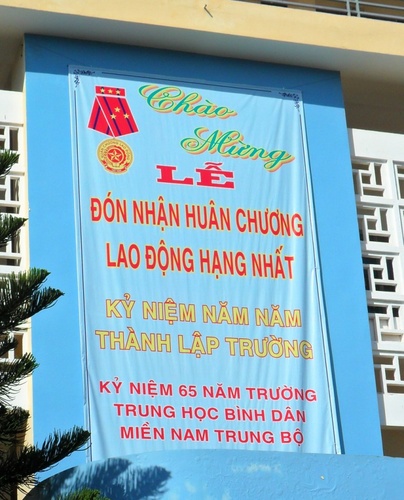 Chào
Mừng
LỄ
ĐÓN NHẬN HUÂN CHƯƠNG
LAO ĐỘNG HẠNG NHẤT
KỶ NIỆM NĂM NĂM
THÀNH LẬP TRƯỜNG
KỶ NIỆM 65 NĂM TRƯỜNG
TRUNG HỌC BÌNH DÂN
MIỀN NAM TRUNG BỘ